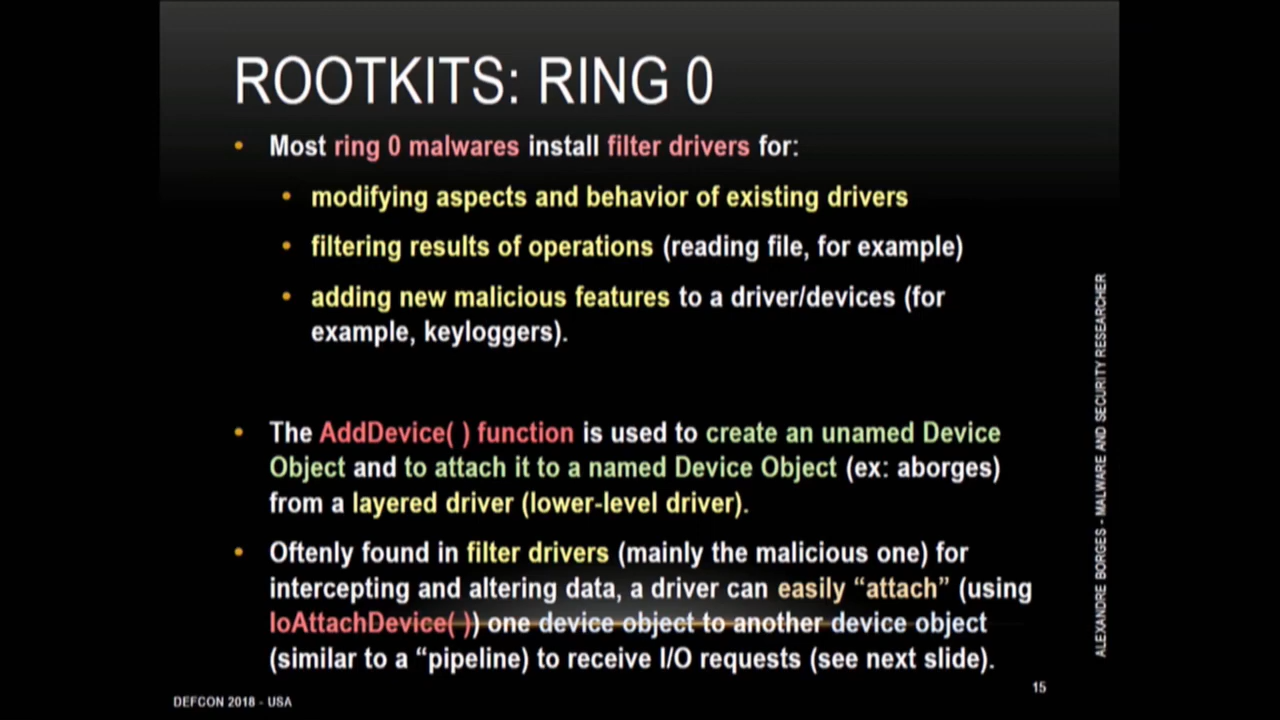 ROOTKITS: RING 0
• Most ring 0 malwares install filter drivers for:
• modifying aspects and behavior of existing drivers
• filtering results of operations (reading file, for example)
• adding new malicious features to a driver/devices (for
example, keyloggers).
• The AddDevice( ) function is used to create an unamed Device
Object and to attach it to a named Device Object (ex: aborges)
from a layered driver (lower-level driver).
• Oftenly found in filter drivers (mainly the malicious one) for
intercepting and altering data, a driver can easily “attach” (using
IoAttachDevice( )) one device object to another device object
(similar to a “pipeline) to receive I/O requests (see next slide).
ALEXANDRE BORGES - MALWARE AND SECURITY RESEARCHER
15
DEFCON 2018 - USA